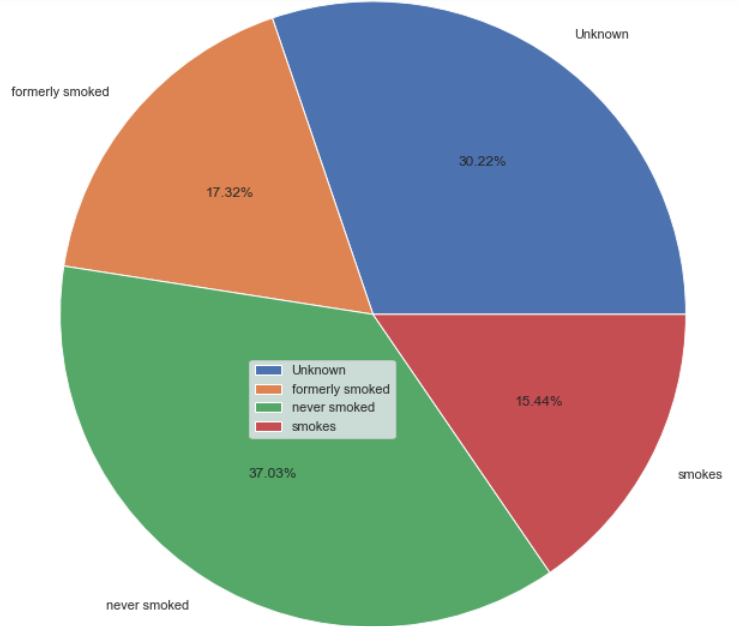 Unknown
formerly smoked
30.22%
17.32%
Unknown
formerly smoked
never smoked
smokes
15.44%
37.03%
smokes
never smoked